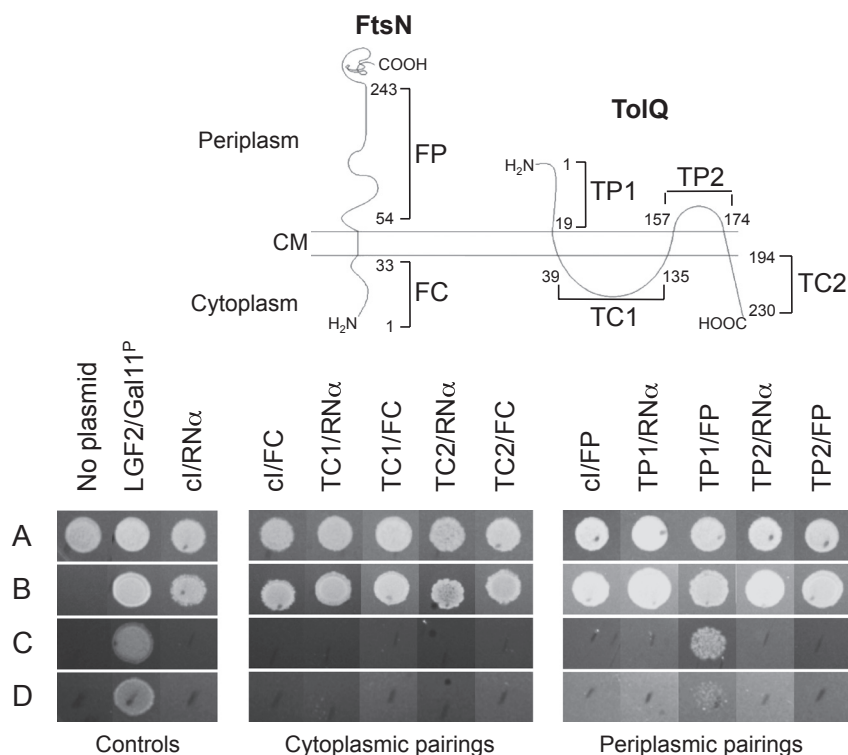 FtsN
COOH
243
Periplasm
FP
54
CM
33
Cytoplasm
FC
H₂N
1
TolQ
H₂N
1
TP1
19
TP2
157
174
39
135
TC1
194
230
TC2
HOOC
No plasmid
LGF2/Gal11ᴾ
cI/RNα
cI/FC
TC1/RNα
TC1/FC
TC2/RNα
TC2/FC
cI/FP
TP1/RNα
TP1/FP
TP2/RNα
TP2/FP
A
B
C
D
Controls
Cytoplasmic pairings
Periplasmic pairings